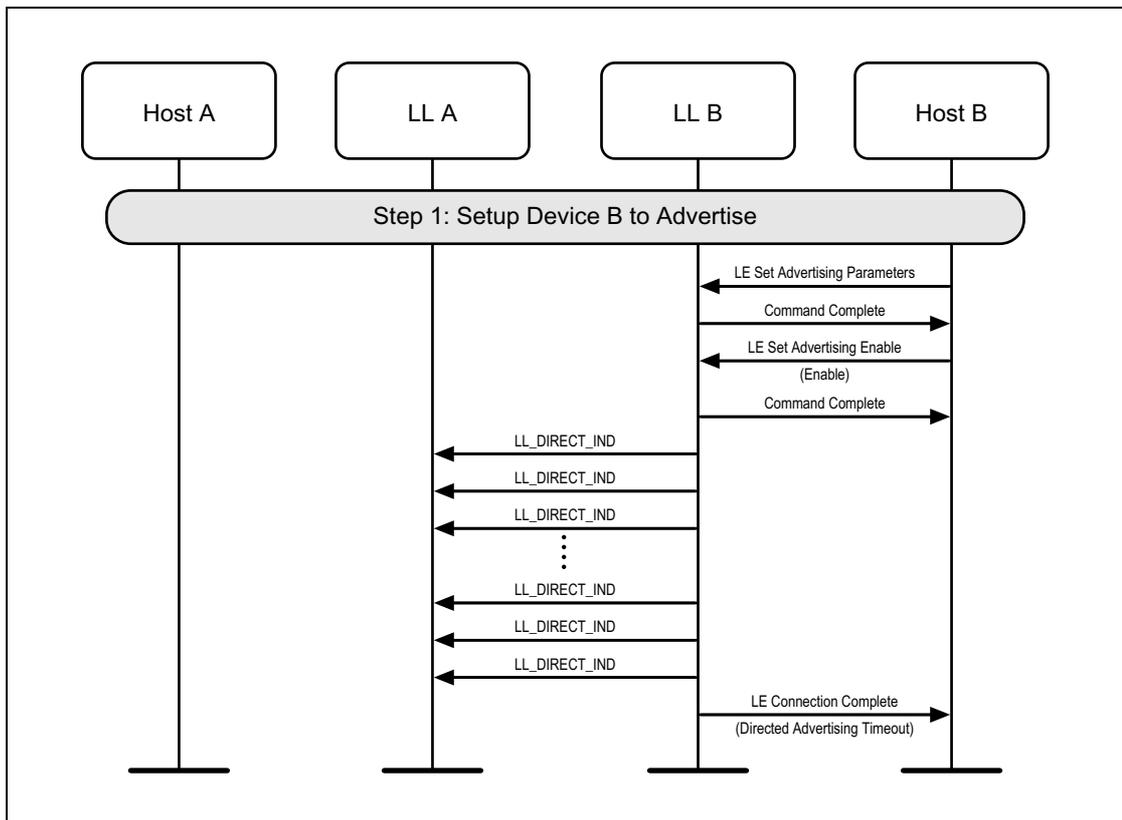 Host A
LL A
LL B
Host B
Step 1: Setup Device B to Advertise
LE Set Advertising Parameters
Command Complete
LE Set Advertising Enable
(Enable)
Command Complete
LL_DIRECT_IND
LL_DIRECT_IND
LL_DIRECT_IND
LL_DIRECT_IND
LL_DIRECT_IND
LL_DIRECT_IND
LE Connection Complete
(Directed Advertising Timeout)